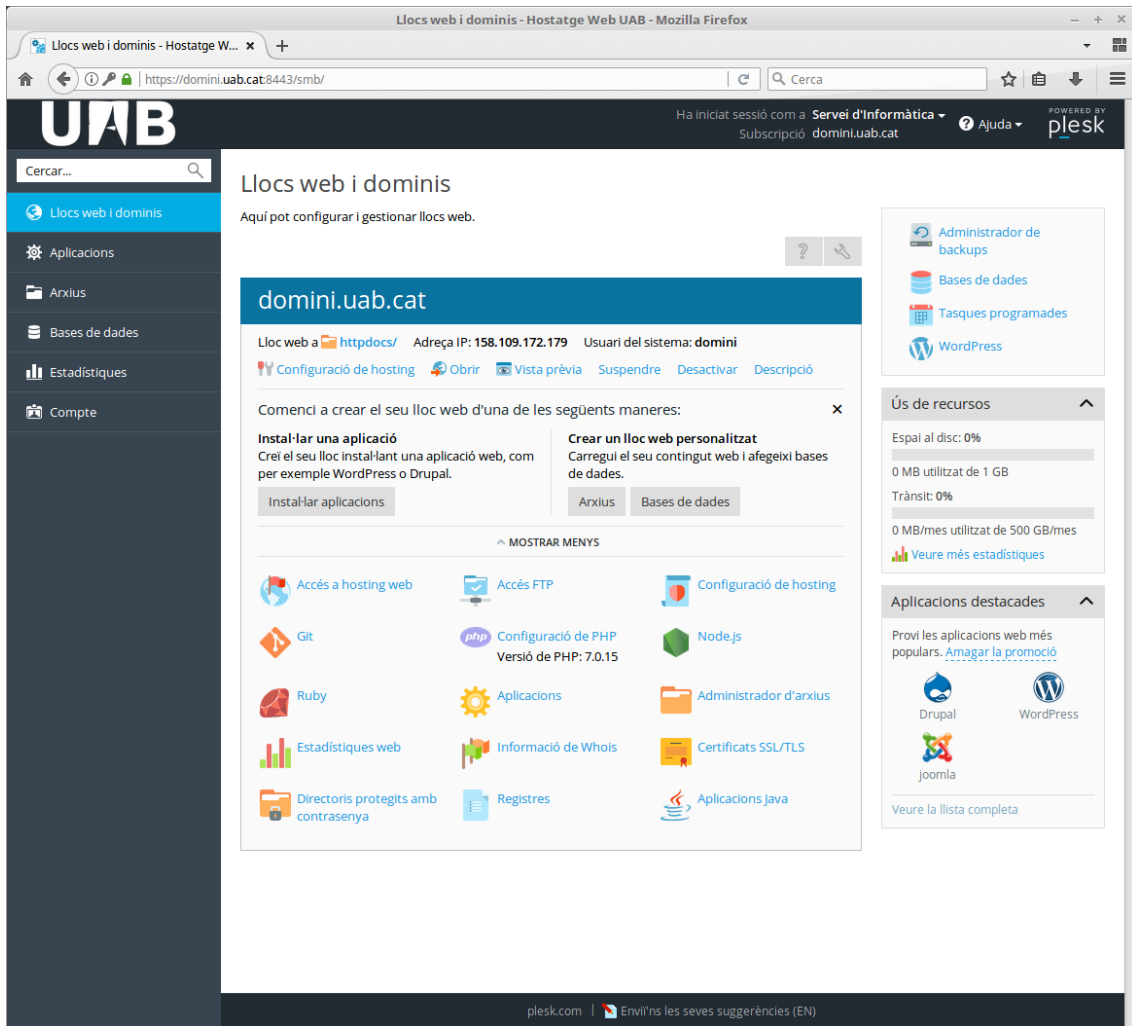 Llocs web i dominis - Hostatge Web UAB - Mozilla Firefox
Llocs web i dominis - Hostatge W...
https://domini.uab.cat:8443/smb/
Cerca
UAB
Ha iniciat sessió com a Servei d'Informàtica
Subscripció domini.uab.cat
Ajuda
POWERED BY
plesk
Cercar...
Llocs web i dominis
Aplicacions
Arxius
Bases de dades
Estadístiques
Compte
Llocs web i dominis
Aquí pot configurar i gestionar llocs web.
domini.uab.cat
Lloc web a httpdocs/ Adreça IP: 158.109.172.179 Usuari del sistema: domini
Configuració de hosting Obrir Vista prèvia Suspendre Desactivar Descripció
Comenci a crear el seu lloc web d'una de les següents maneres:
Instal·lar una aplicació
Creï el seu lloc instal·lant una aplicació web, com
per exemple WordPress o Drupal.
Instal·lar aplicacions
Crear un lloc web personalitzat
Carregui el seu contingut web i afegeixi bases
de dades.
Arxius Bases de dades
MOSTRAR MENYS
Accés a hosting web
Accés FTP
Configuració de hosting
Git
php
Configuració de PHP
Versió de PHP: 7.0.15
Node.js
Ruby
Aplicacions
Administrador d'arxius
Estadístiques web
Informació de Whois
Certificats SSL/TLS
Directoris protegits amb
contrasenya
Registres
Aplicacions Java
Administrador de
backups
Bases de dades
Tasques programades
WordPress
Ús de recursos
Espai al disc: 0%
0 MB utilitzat de 1 GB
Trànsit: 0%
0 MB/mes utilitzat de 500 GB/mes
Veure més estadístiques
Aplicacions destacades
Provi les aplicacions web més
populars. Amagar la promoció
Drupal
WordPress
joomla
Veure la llista completa
plesk.com
Enviï'ns les seves suggerències (EN)